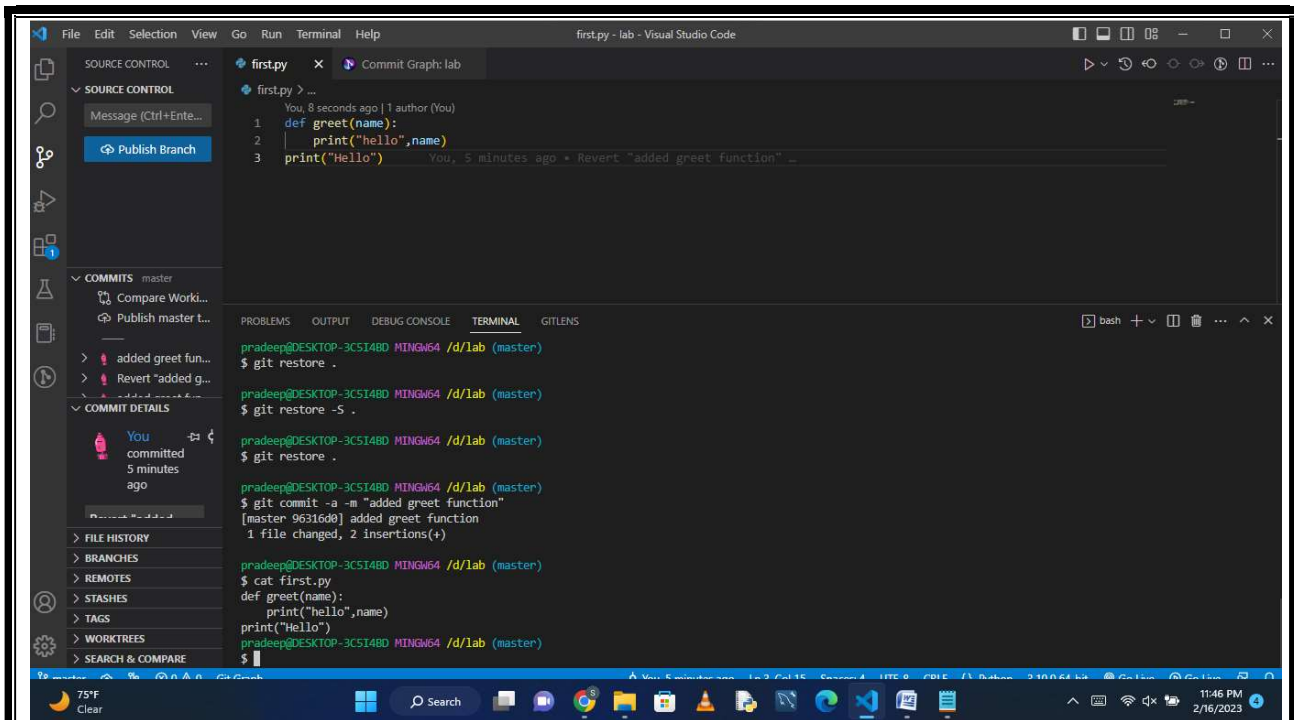 File Edit Selection View Go Run Terminal Help first.py - lab - Visual Studio Code
SOURCE CONTROL ...
first.py Commit Graph: lab
SOURCE CONTROL
Message (Ctrl+Ente...
Publish Branch
first.py > ...
You, 8 seconds ago | 1 author (You)
1 def greet(name):
2 print("hello",name)
3 print("Hello") You, 5 minutes ago • Revert "added greet function" ...
1
COMMITS master
Compare Worki...
Publish master t...
added greet fun...
Revert "added g...
COMMIT DETAILS
You
committed
5 minutes
ago
FILE HISTORY
BRANCHES
REMOTES
STASHES
TAGS
WORKTREES
SEARCH & COMPARE
PROBLEMS OUTPUT DEBUG CONSOLE TERMINAL GITLENS
bash
pradeep@DESKTOP-3C5I4BD MINGW64 /d/lab (master)
$ git restore .
pradeep@DESKTOP-3C5I4BD MINGW64 /d/lab (master)
$ git restore -S .
pradeep@DESKTOP-3C5I4BD MINGW64 /d/lab (master)
$ git restore .
pradeep@DESKTOP-3C5I4BD MINGW64 /d/lab (master)
$ git commit -a -m "added greet function"
[master 96316d0] added greet function
1 file changed, 2 insertions(+)
pradeep@DESKTOP-3C5I4BD MINGW64 /d/lab (master)
$ cat first.py
def greet(name):
print("hello",name)
print("Hello")
pradeep@DESKTOP-3C5I4BD MINGW64 /d/lab (master)
$
75°F
Clear
Search
11:46 PM
2/16/2023
4